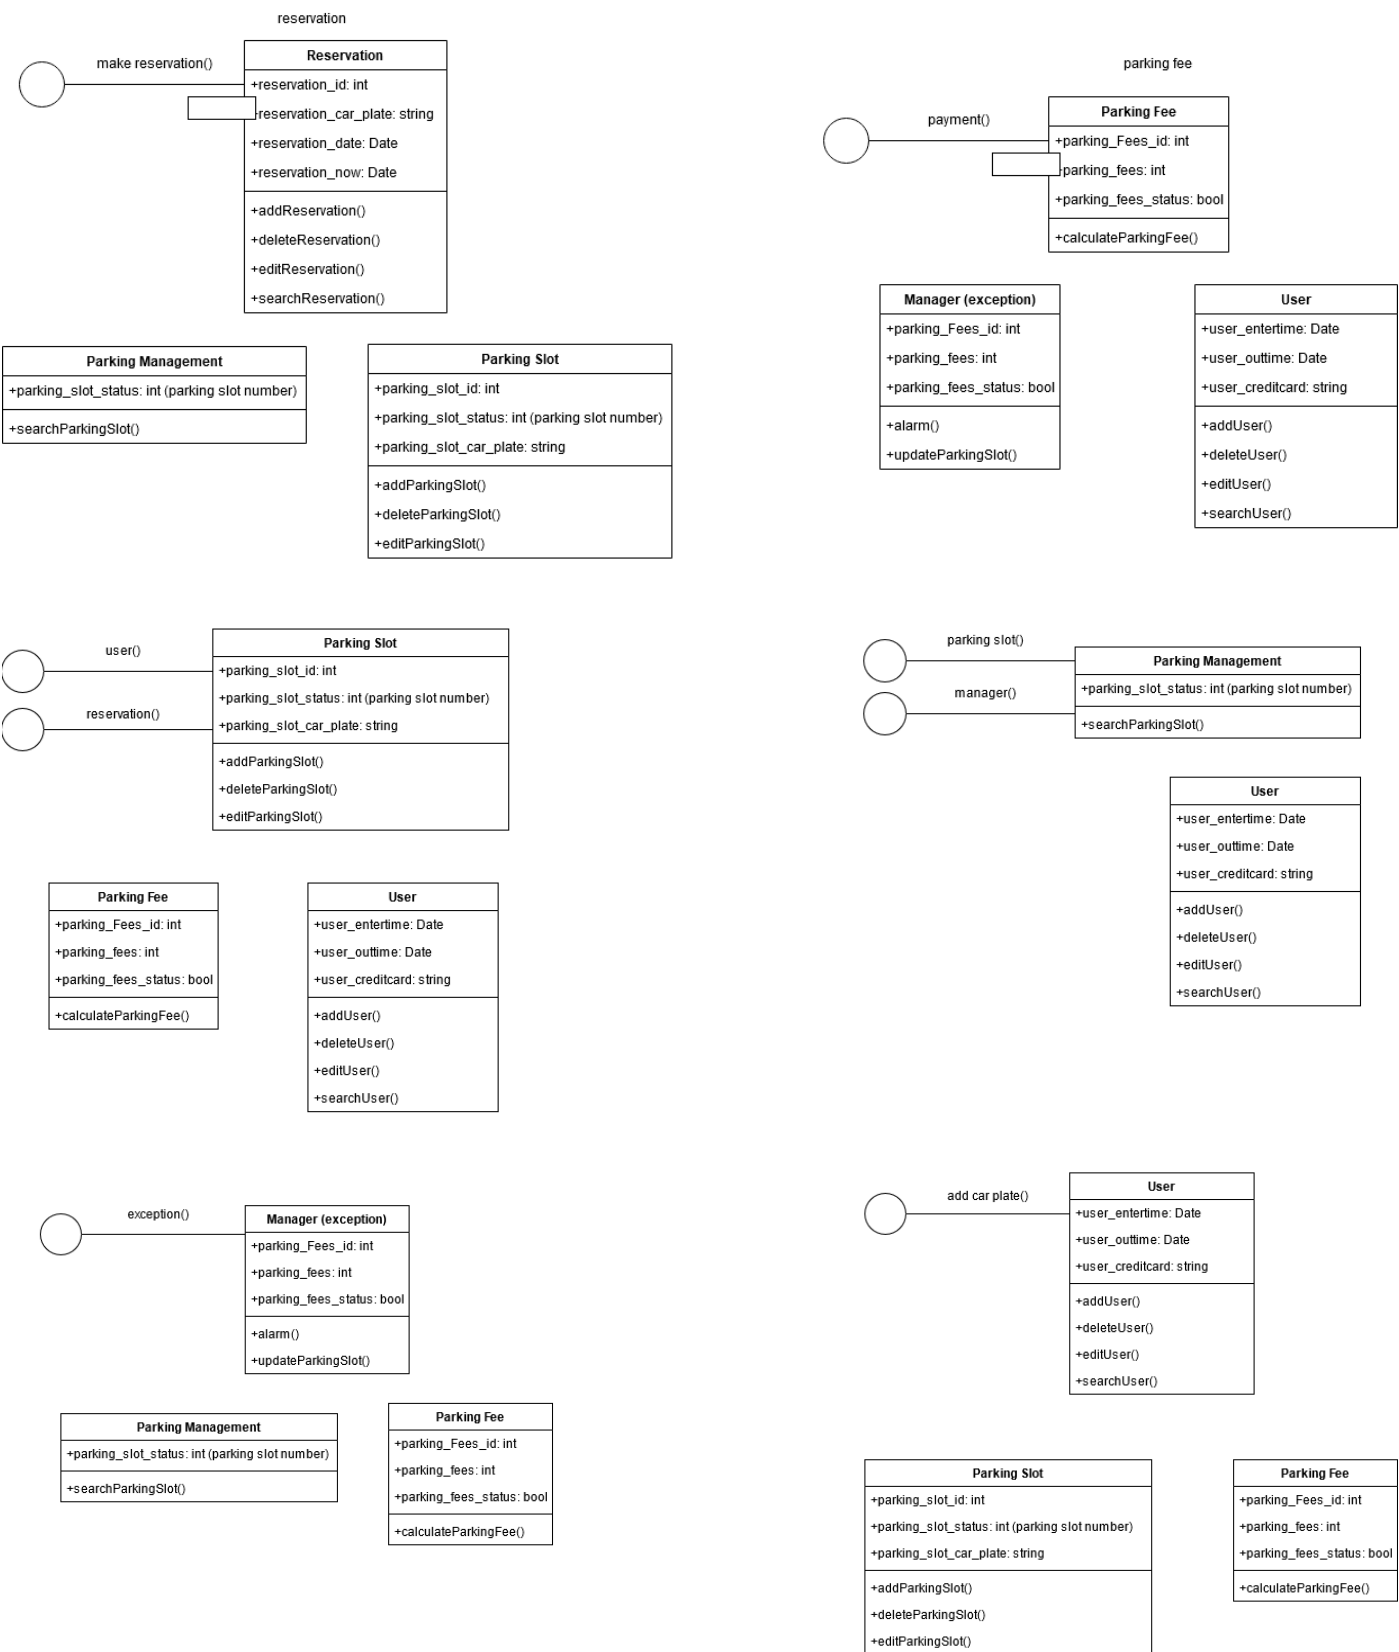 reservation
make reservation()
Reservation
+reservation_id: int
+reservation_car_plate: string
+reservation_date: Date
+reservation_now: Date
+addReservation()
+deleteReservation()
+editReservation()
+searchReservation()
Parking Management
+parking_slot_status: int (parking slot number)
+searchParkingSlot()
Parking Slot
+parking_slot_id: int
+parking_slot_status: int (parking slot number)
+parking_slot_car_plate: string
+addParkingSlot()
+deleteParkingSlot()
+editParkingSlot()
parking fee
payment()
Parking Fee
+parking_Fees_id: int
+parking_fees: int
+parking_fees_status: bool
+calculateParkingFee()
Manager (exception)
+parking_Fees_id: int
+parking_fees: int
+parking_fees_status: bool
+alarm()
+updateParkingSlot()
User
+user_entertime: Date
+user_outtime: Date
+user_creditcard: string
+addUser()
+deleteUser()
+editUser()
+searchUser()
user()
reservation()
Parking Slot
+parking_slot_id: int
+parking_slot_status: int (parking slot number)
+parking_slot_car_plate: string
+addParkingSlot()
+deleteParkingSlot()
+editParkingSlot()
Parking Fee
+parking_Fees_id: int
+parking_fees: int
+parking_fees_status: bool
+calculateParkingFee()
User
+user_entertime: Date
+user_outtime: Date
+user_creditcard: string
+addUser()
+deleteUser()
+editUser()
+searchUser()
parking slot()
manager()
Parking Management
+parking_slot_status: int (parking slot number)
+searchParkingSlot()
User
+user_entertime: Date
+user_outtime: Date
+user_creditcard: string
+addUser()
+deleteUser()
+editUser()
+searchUser()
exception()
Manager (exception)
+parking_Fees_id: int
+parking_fees: int
+parking_fees_status: bool
+alarm()
+updateParkingSlot()
Parking Management
+parking_slot_status: int (parking slot number)
+searchParkingSlot()
Parking Fee
+parking_Fees_id: int
+parking_fees: int
+parking_fees_status: bool
+calculateParkingFee()
add car plate()
User
+user_entertime: Date
+user_outtime: Date
+user_creditcard: string
+addUser()
+deleteUser()
+editUser()
+searchUser()
Parking Slot
+parking_slot_id: int
+parking_slot_status: int (parking slot number)
+parking_slot_car_plate: string
+addParkingSlot()
+deleteParkingSlot()
+editParkingSlot()
Parking Fee
+parking_Fees_id: int
+parking_fees: int
+parking_fees_status: bool
+calculateParkingFee()